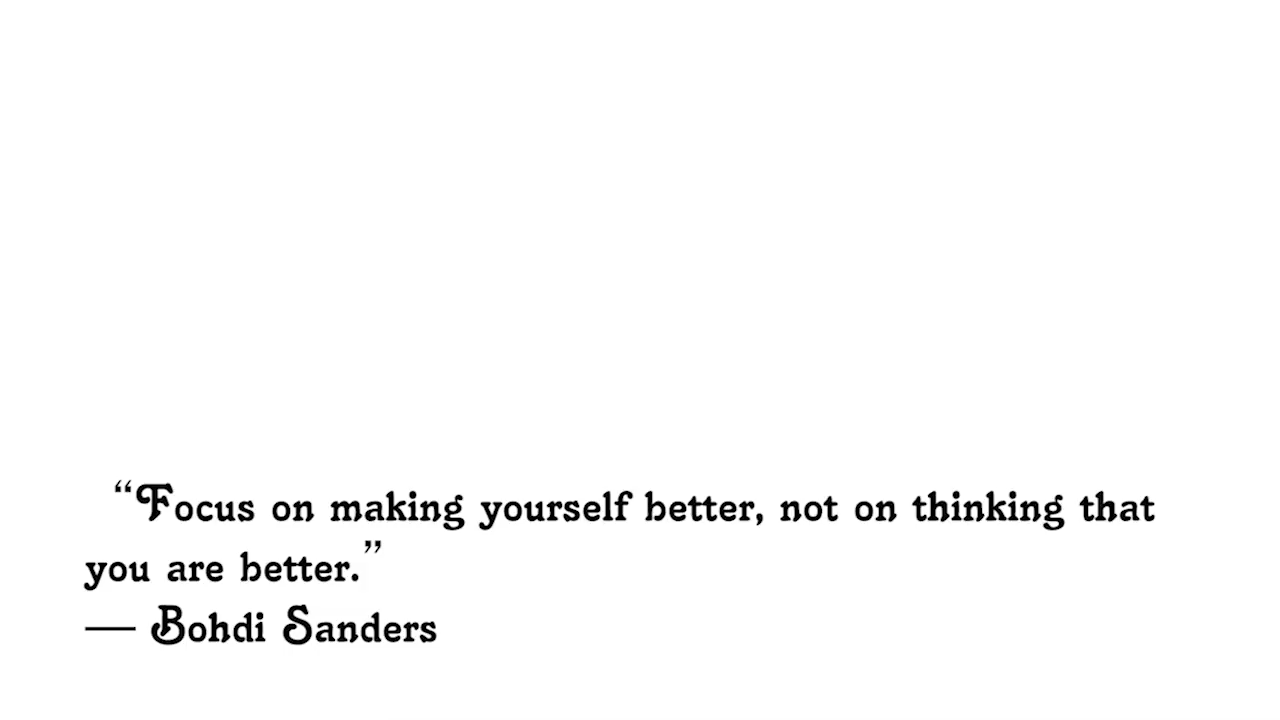 “Focus on making yourself better, not on thinking that
you are better.”
— Bohdi Sanders